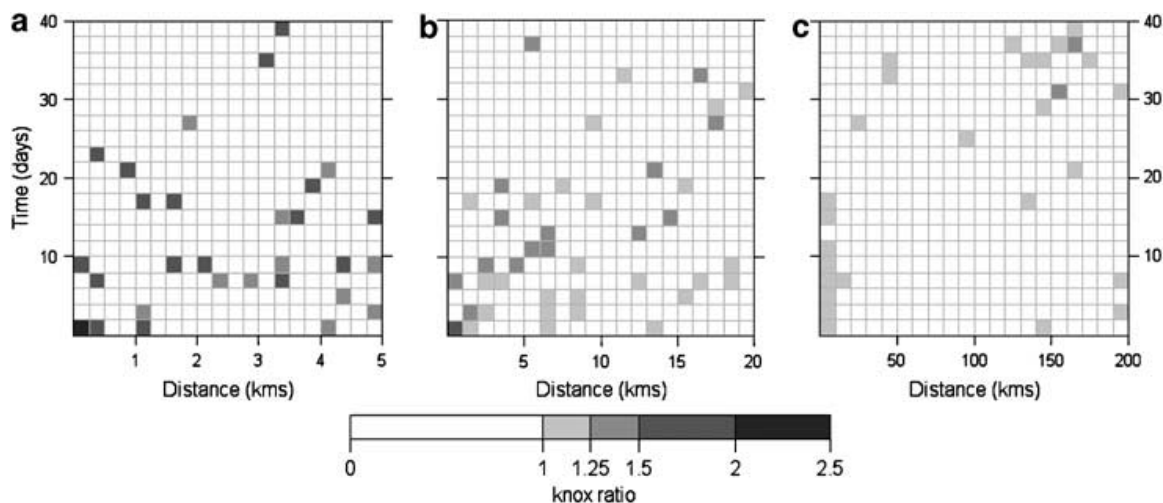 a b c
40 40
30 30
20 20
10 10
Time (days)
1 2 3 4 5 5 10 15 20 50 100 150 200
Distance (kms) Distance (kms) Distance (kms)
0 1 1.25 1.5 2 2.5
knox ratio